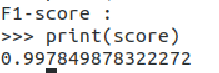 F1-score :
>>> print(score)
0.997849878322272